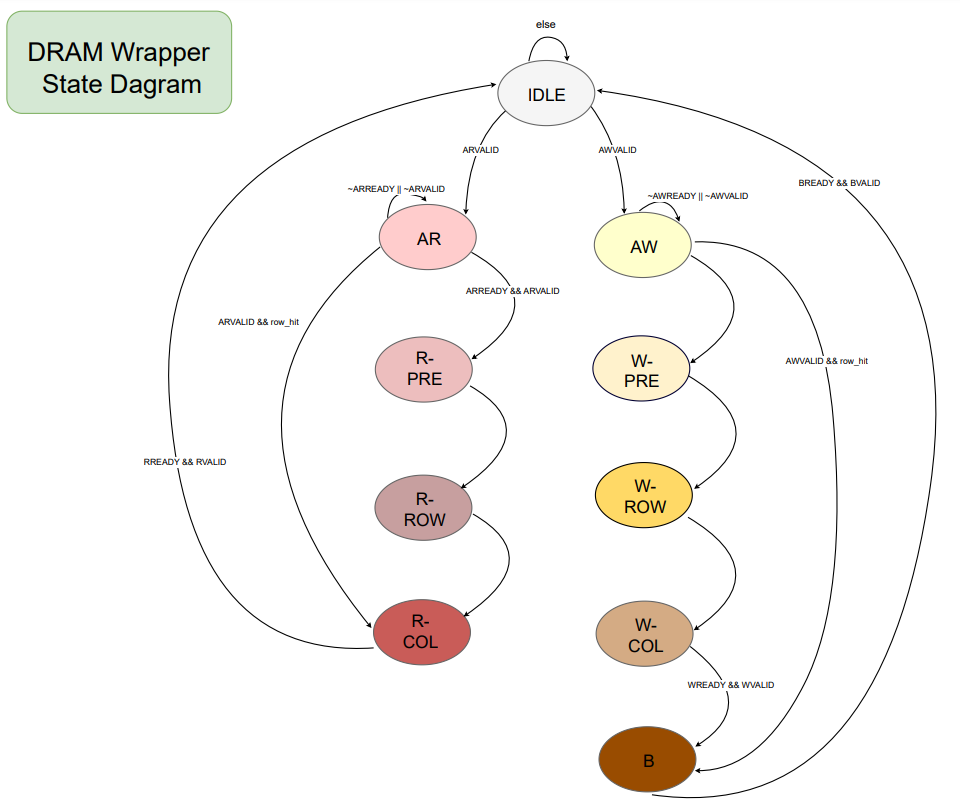 DRAM Wrapper
State Dagram
else
IDLE
ARVALID
AWVALID
BREADY && BVALID
~ARREADY || ~ARVALID
~AWREADY || ~AWVALID
AR
AW
ARREADY && ARVALID
ARVALID && row_hit
R-
PRE
W-
PRE
AWVALID && row_hit
RREADY && RVALID
R-
ROW
W-
ROW
R-
COL
W-
COL
WREADY && WVALID
B